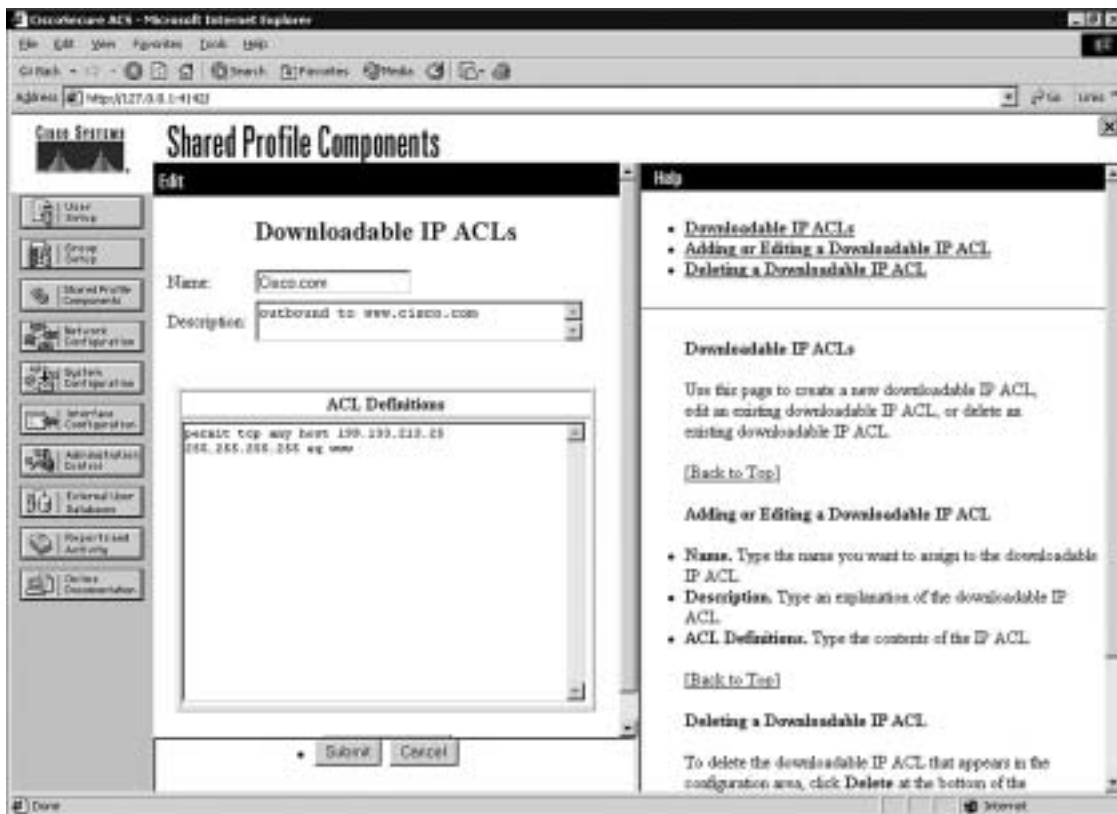 CiscoSecure ACS - Microsoft Internet Explorer
File Edit View Favorites Tools Help
Back Search Favorites Media
Address http://127.0.0.1:4142/ Go Links
CISCO SYSTEMS
Shared Profile Components
User Setup
Group Setup
Shared Profile Components
Network Configuration
System Configuration
Interface Configuration
Administration Control
External User Databases
Reports and Activity
Online Documentation
Edit
Downloadable IP ACLs
Name: Cisco.com
Description: outbound to www.cisco.com
ACL Definitions
permit tcp any host
255.255.255.255 eq www
Submit Cancel
Help
Downloadable IP ACLs
Adding or Editing a Downloadable IP ACL
Deleting a Downloadable IP ACL
Downloadable IP ACLs
Use this page to create a new downloadable IP ACL,
edit an existing downloadable IP ACL, or delete an
existing downloadable IP ACL.
[Back to Top]
Adding or Editing a Downloadable IP ACL
Name. Type the name you want to assign to the downloadable
IP ACL.
Description. Type an explanation of the downloadable IP
ACL.
ACL Definitions. Type the contents of the IP ACL.
[Back to Top]
Deleting a Downloadable IP ACL
To delete the downloadable IP ACL that appears in the
configuration area, click Delete at the bottom of the
Done
Internet